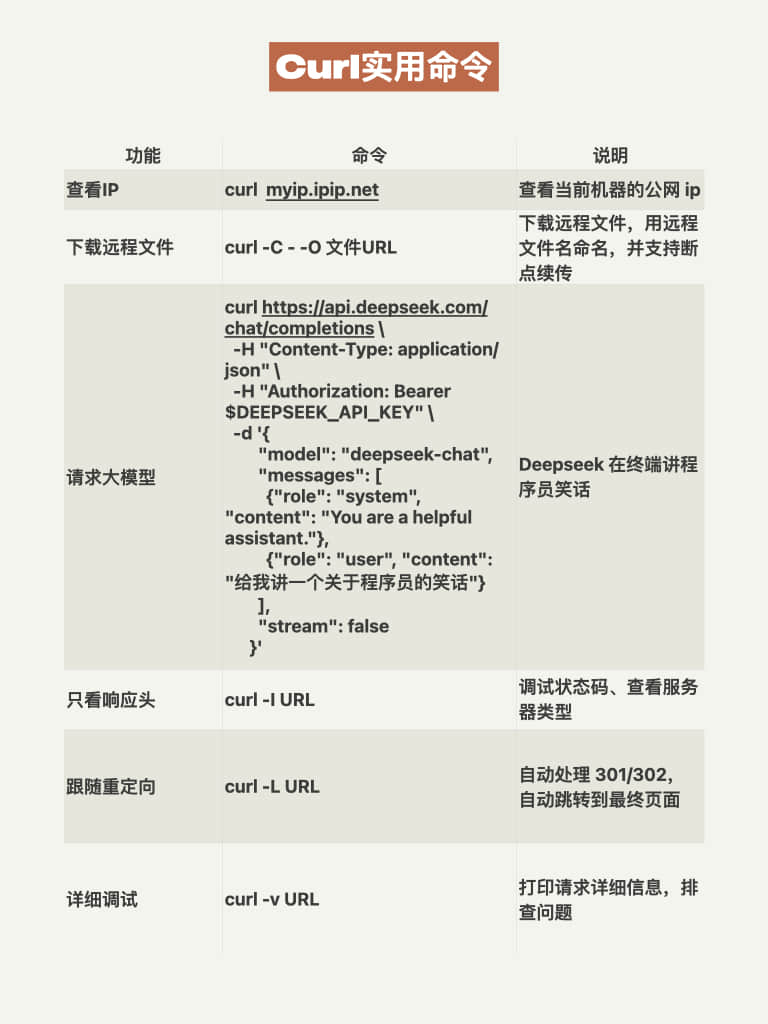 Curl实用命令
功能 命令 说明
查看IP curl myip.ipip.net 查看当前机器的公网 ip
下载远程文件 curl -C - -O 文件URL 下载远程文件，用远程
文件名命名，并支持断
点续传
请求大模型
curl https://api.deepseek.com/
chat/completions \
-H "Content-Type: application/
json" \
-H "Authorization: Bearer
$DEEPSEEK_API_KEY" \
-d '{
"model": "deepseek-chat",
"messages": [
{"role": "system",
"content": "You are a helpful
assistant."},
{"role": "user", "content":
"给我讲一个关于程序员的笑话"}
],
"stream": false
}'
Deepseek 在终端讲程
序员笑话
只看响应头 curl -I URL 调试状态码、查看服务
器类型
跟随重定向 curl -L URL 自动处理 301/302，
自动跳转到最终页面
详细调试 curl -v URL 打印请求详细信息，排
查问题